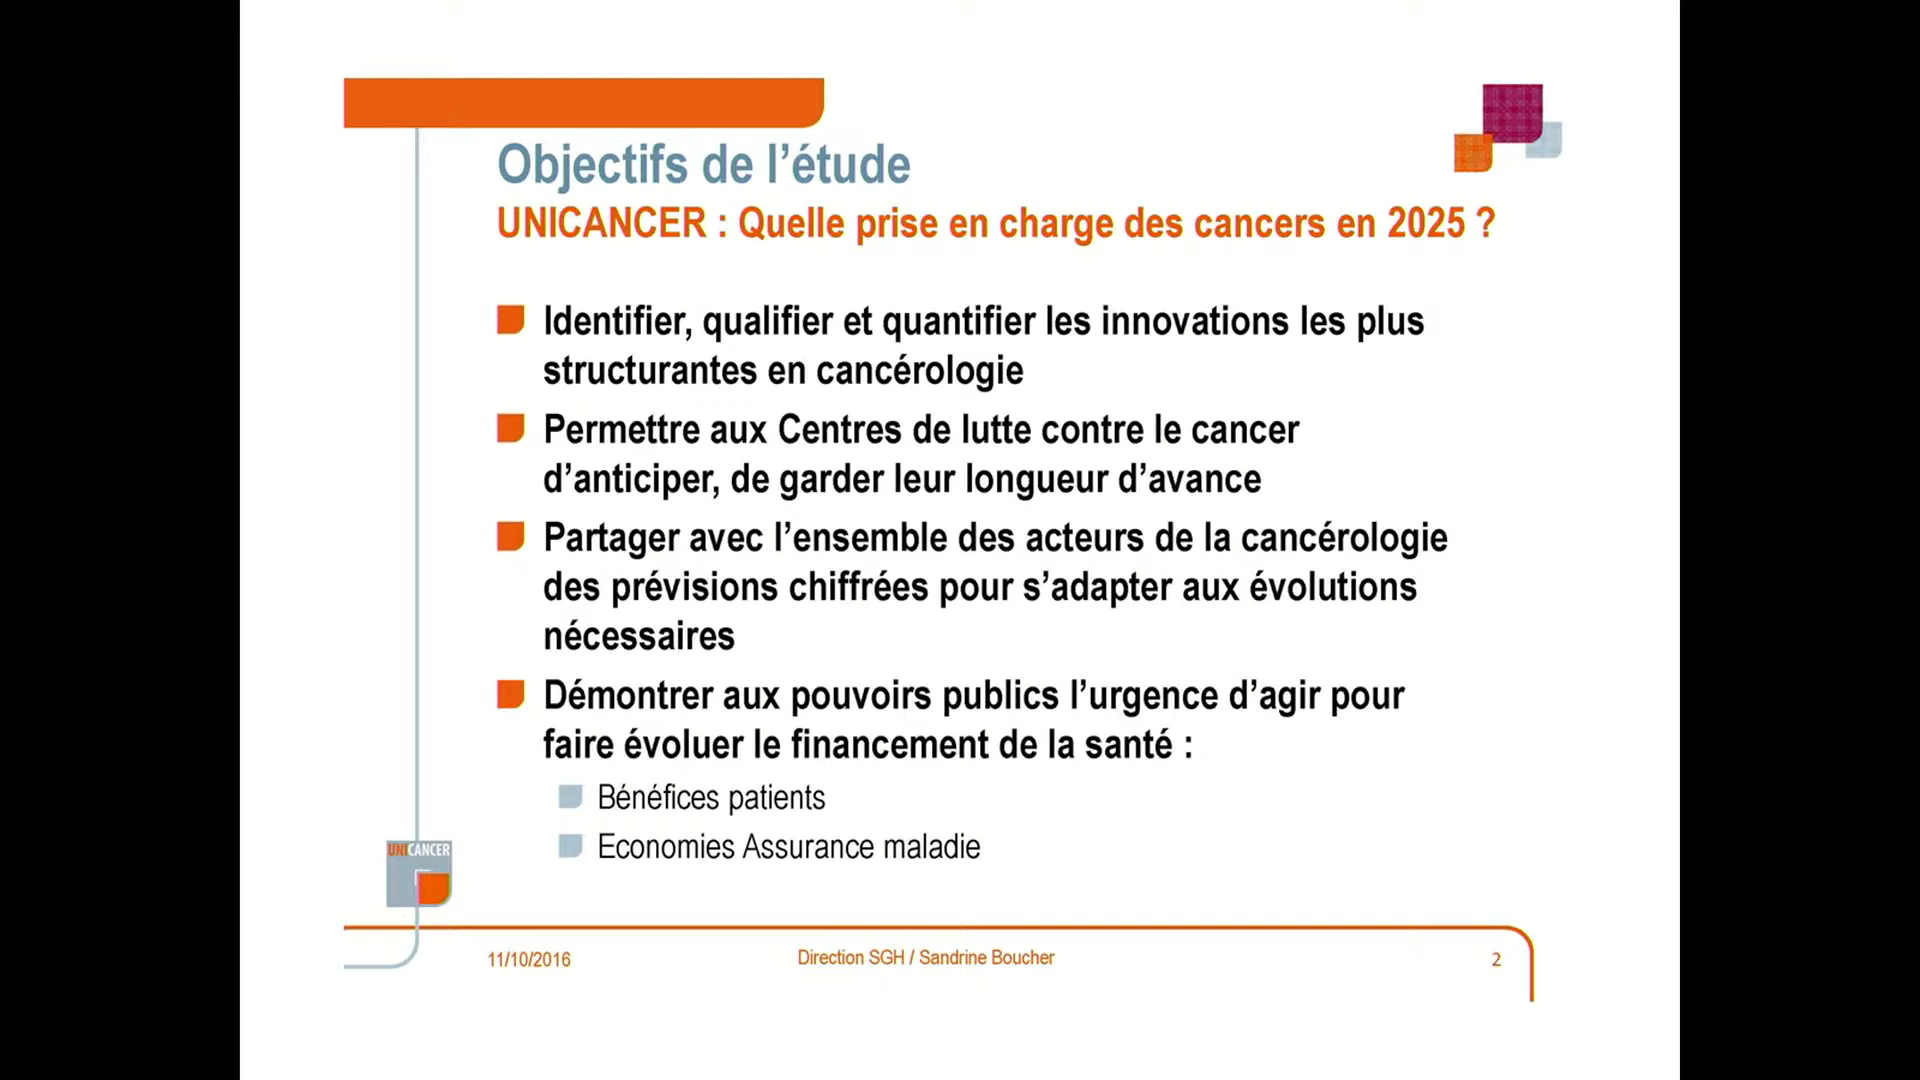 Objectifs de l’étude
UNICANCER : Quelle prise en charge des cancers en 2025 ?
Identifier, qualifier et quantifier les innovations les plus
structurantes en cancérologie
Permettre aux Centres de lutte contre le cancer
d’anticiper, de garder leur longueur d’avance
Partager avec l’ensemble des acteurs de la cancérologie
des prévisions chiffrées pour s’adapter aux évolutions
nécessaires
Démontrer aux pouvoirs publics l’urgence d’agir pour
faire évoluer le financement de la santé :
Bénéfices patients
Economies Assurance maladie
UNICANCER
11/10/2016
Direction SGH / Sandrine Boucher
2